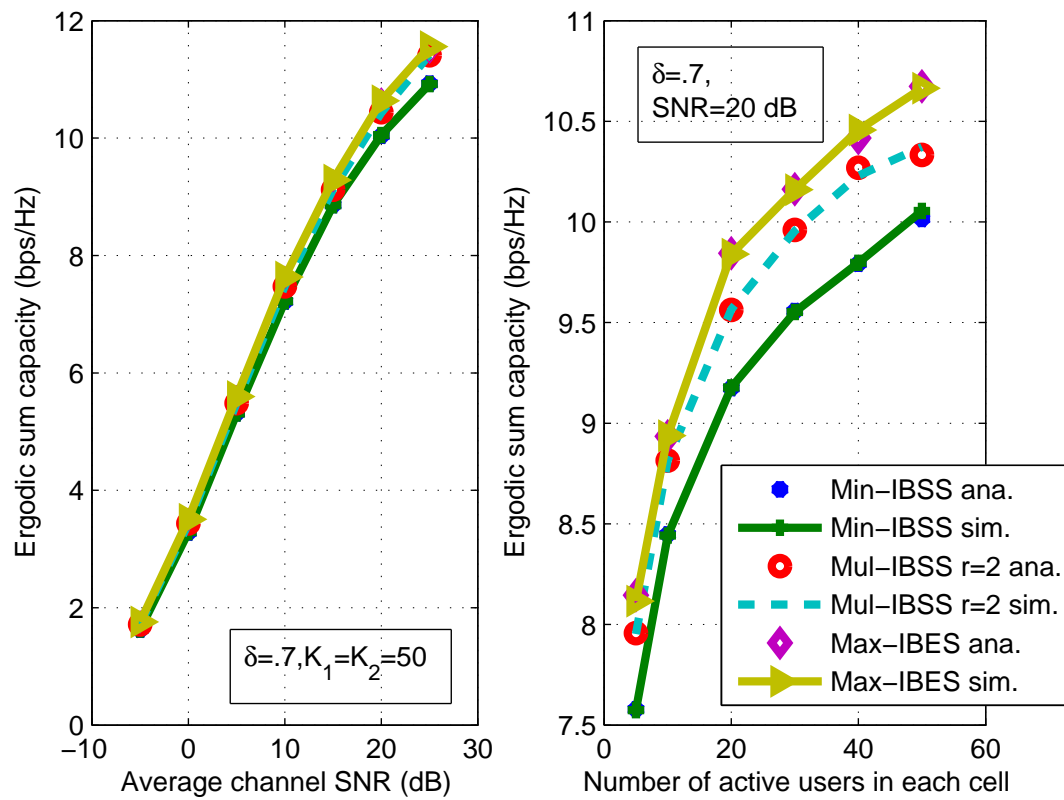 12
10
8
6
4
2
0
−10
0
10
20
30
Ergodic sum capacity (bps/Hz)
Average channel SNR (dB)
δ=.7,K1=K2=50
11
10.5
10
9.5
9
8.5
8
7.5
0
20
40
60
Ergodic sum capacity (bps/Hz)
Number of active users in each cell
δ=.7,
SNR=20 dB
Min−IBSS ana.
Min−IBSS sim.
Mul−IBSS r=2 ana.
Mul−IBSS r=2 sim.
Max−IBES ana.
Max−IBES sim.